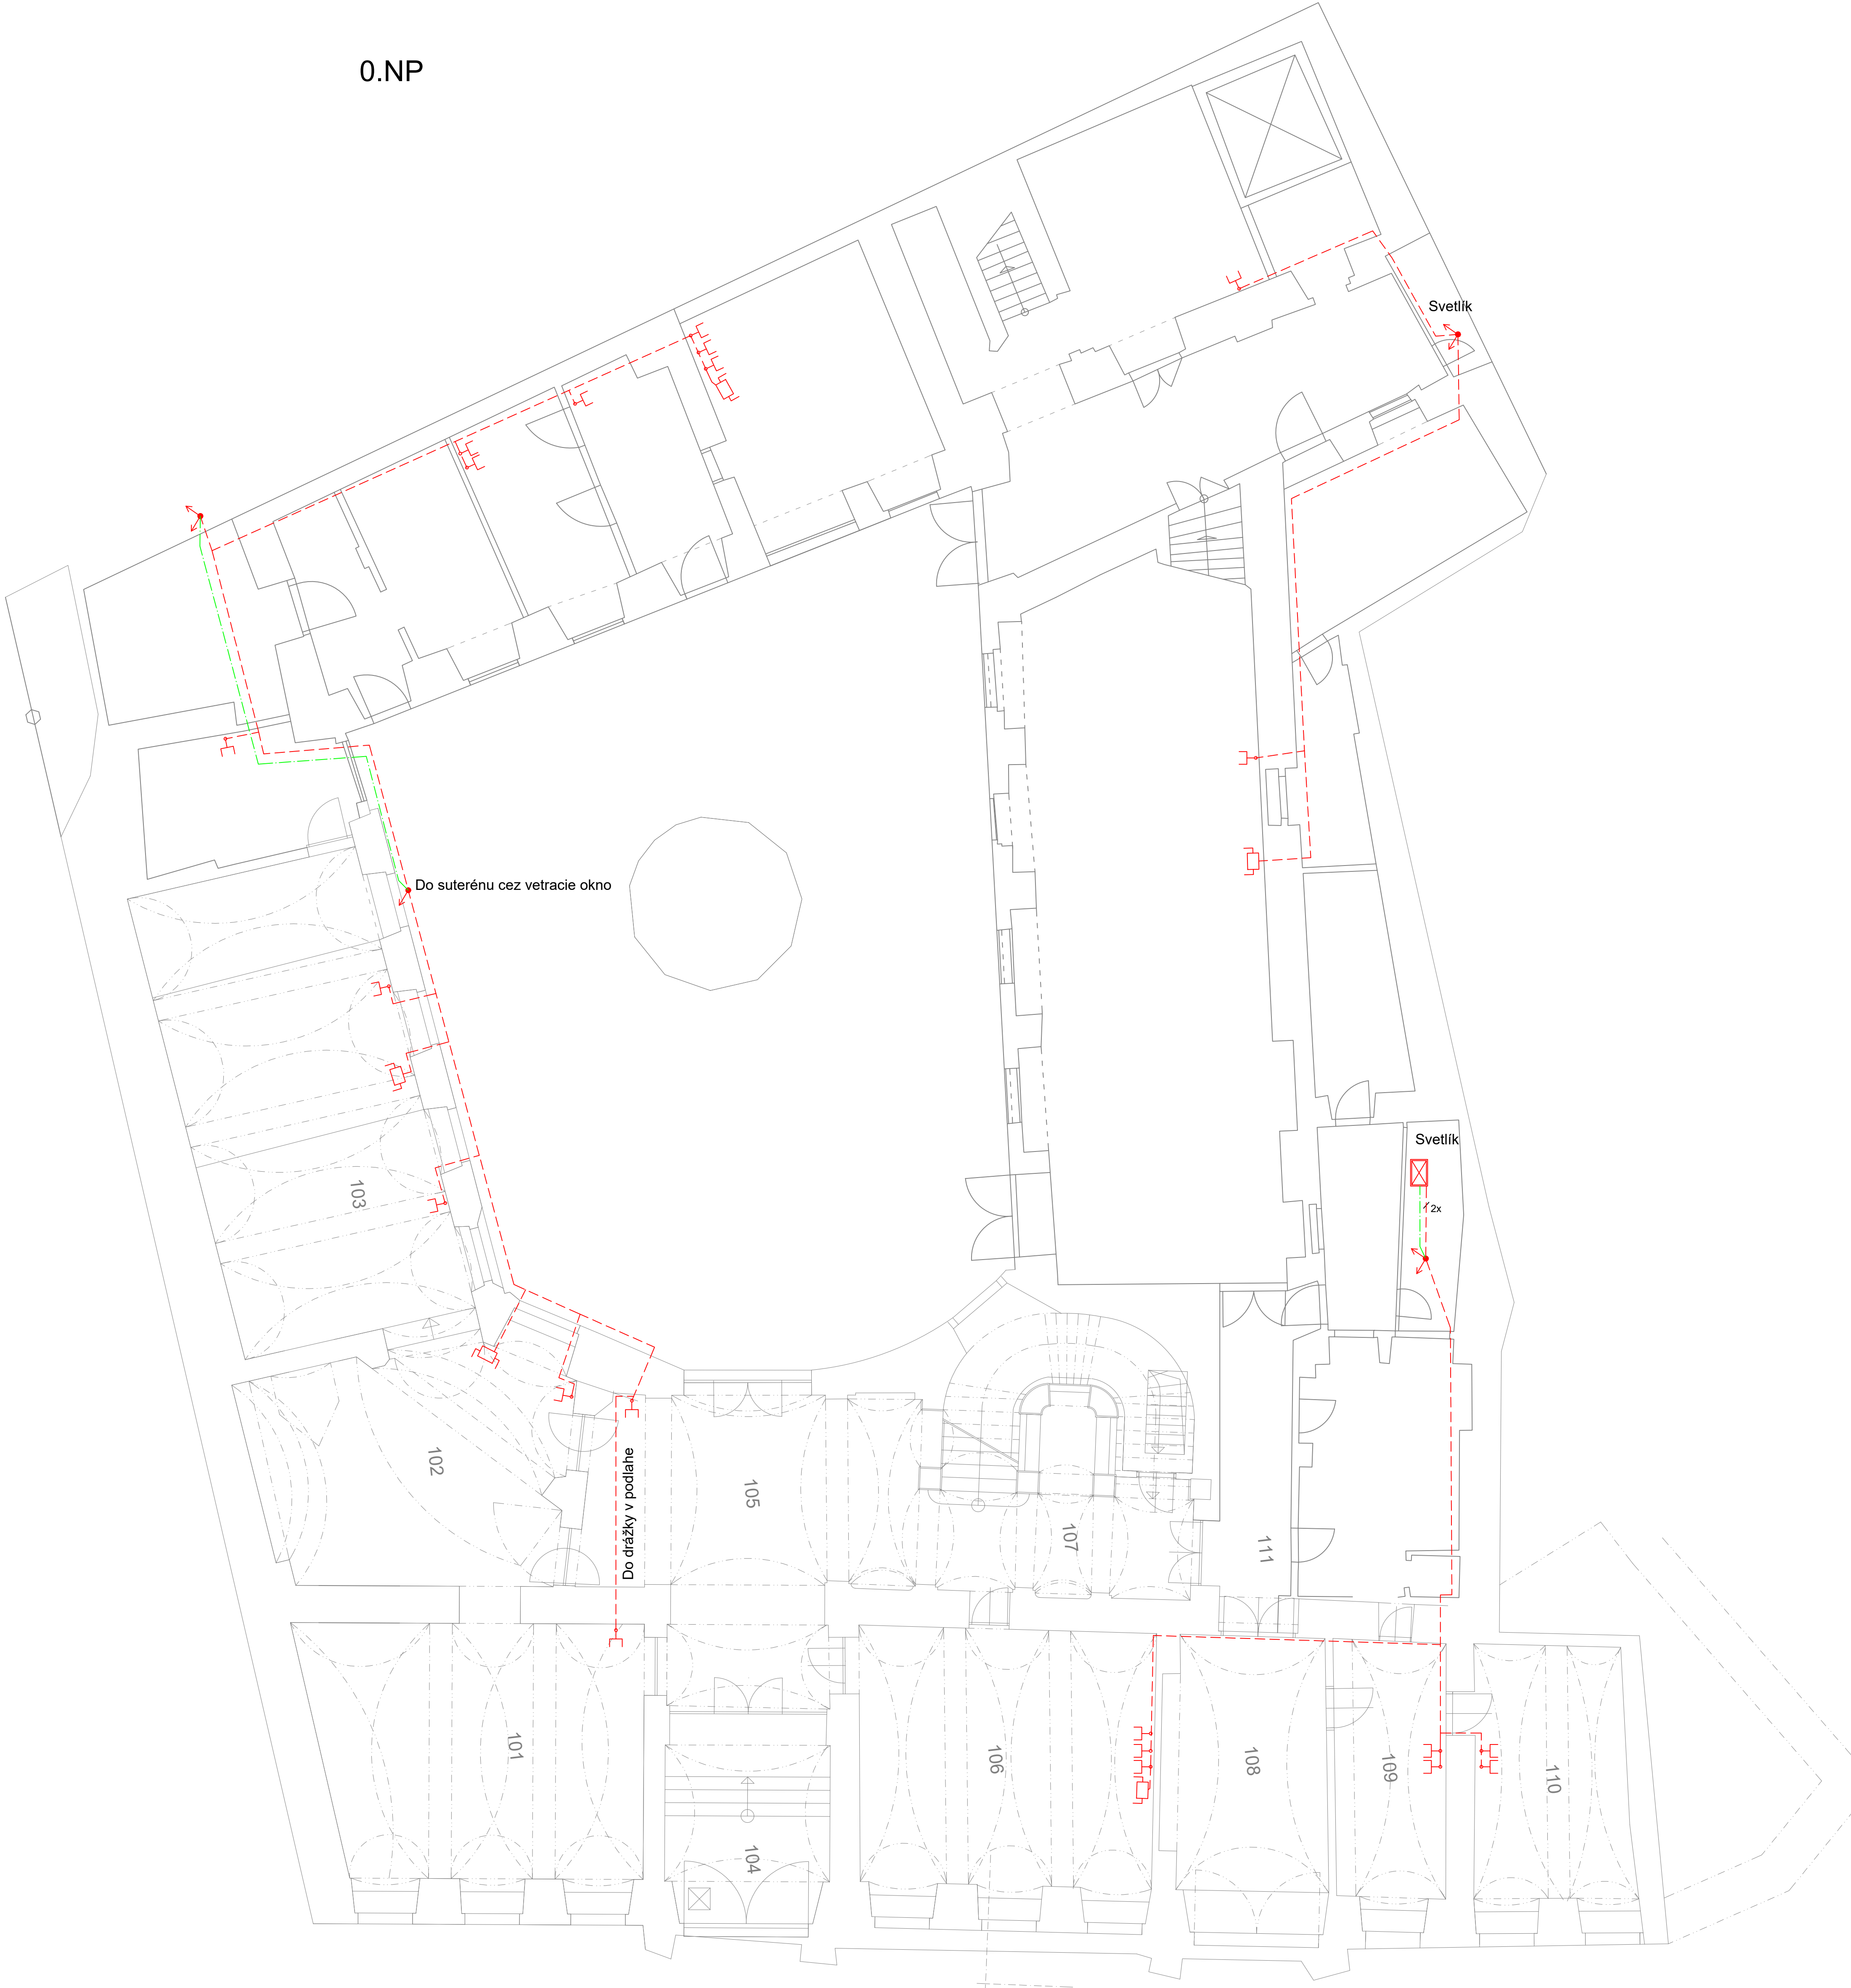 0.NP
Svetlík
Do suterénu cez vetracie okno
Svetlík
2x
103
102
105
Do drážky v podlahe
107
111
101
106
108
109
110
104